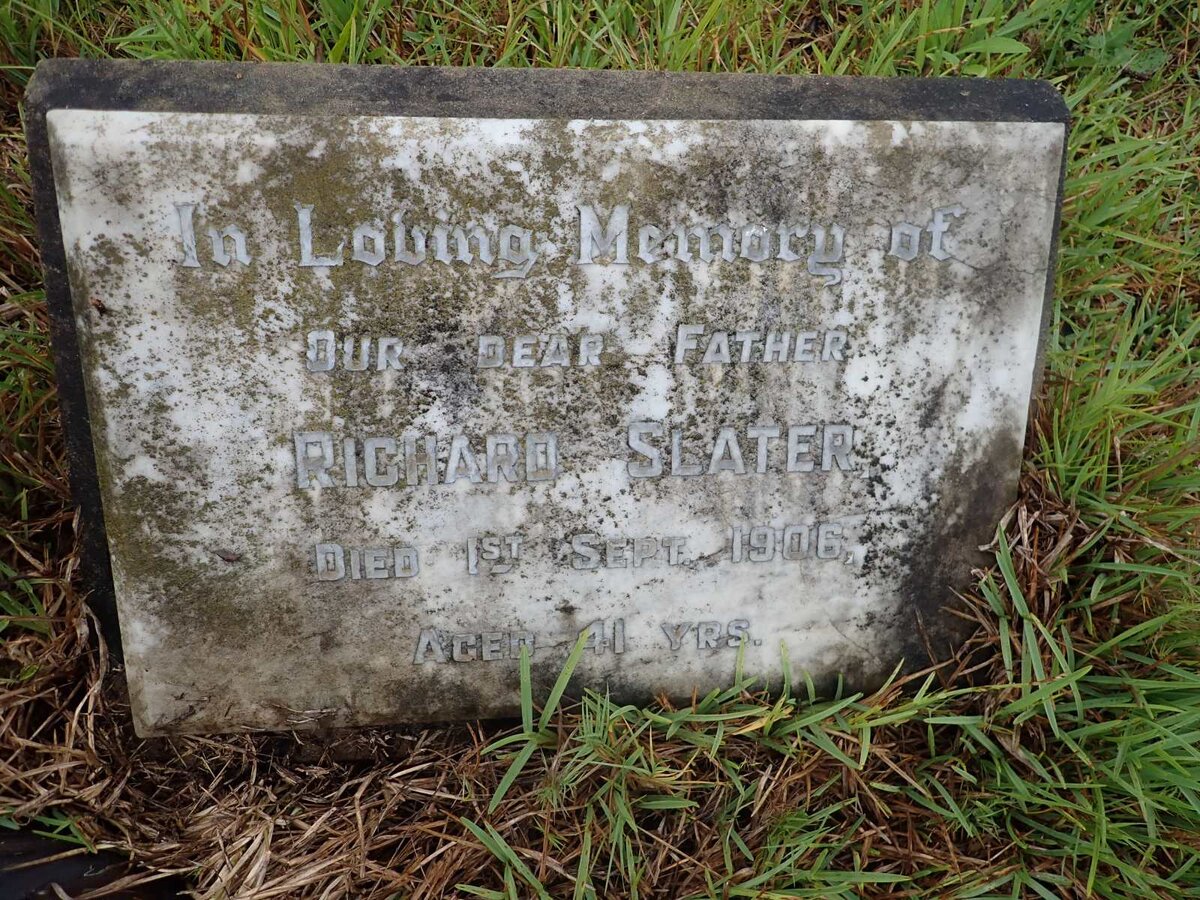 In Loving Memory of
OUR DEAR FATHER
RICHARD SLATER,
DIED 1ST SEPT. 1906,
AGED 41 YRS.